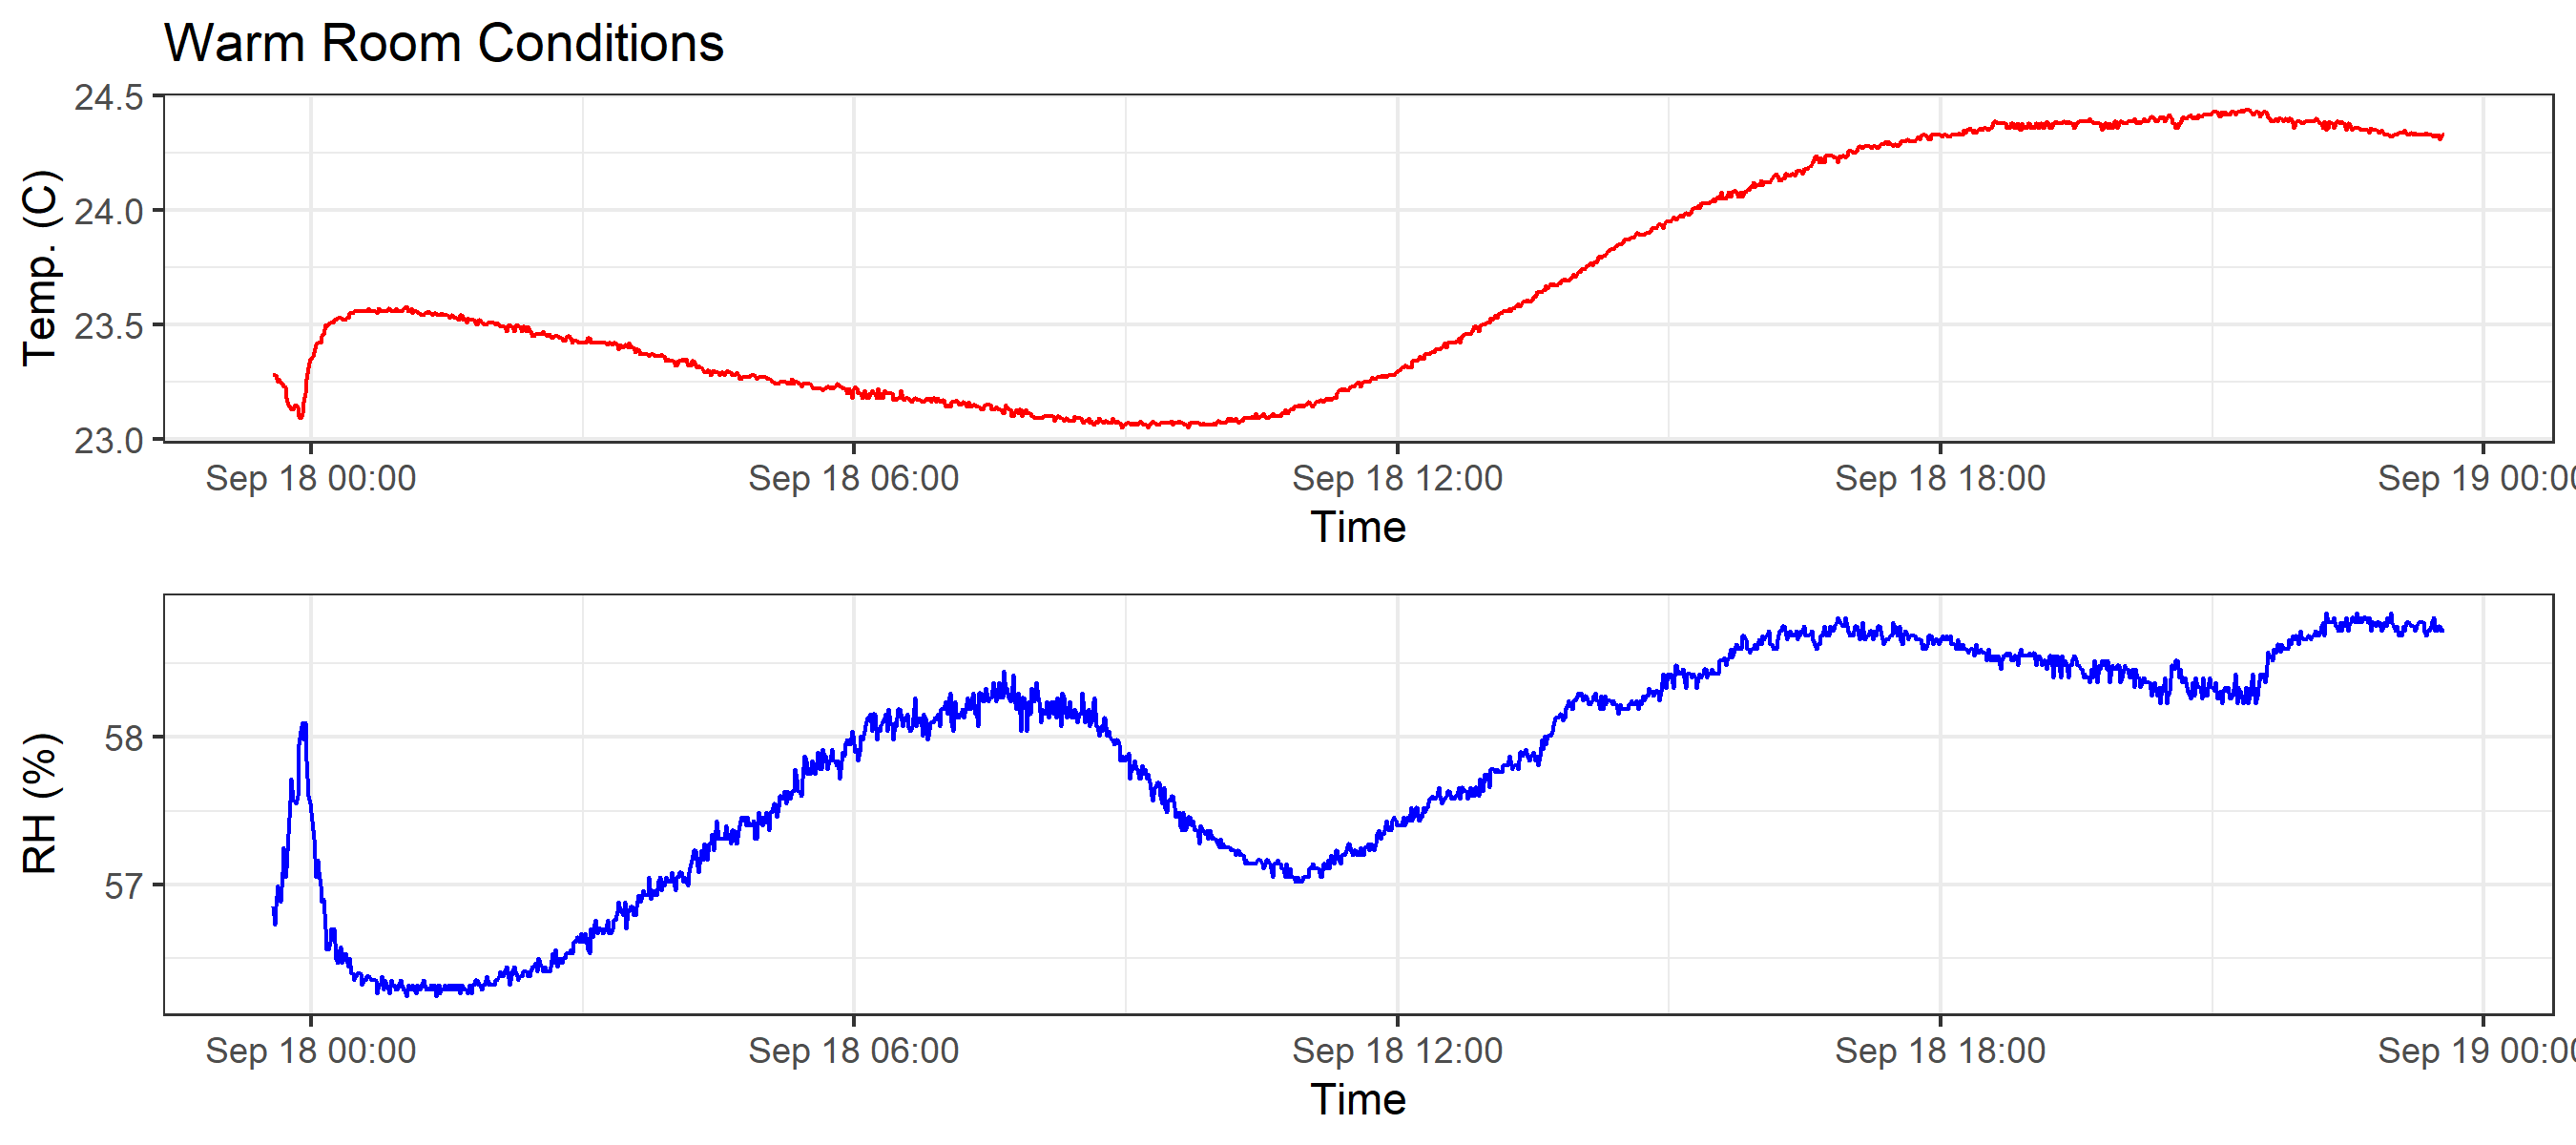 Warm Room Conditions
24.5
24.0
23.5
23.0
Temp. (C)
Sep 18 00:00 Sep 18 06:00 Sep 18 12:00 Sep 18 18:00 Sep 19 00:00
Time
58
57
RH (%)
Sep 18 00:00 Sep 18 06:00 Sep 18 12:00 Sep 18 18:00 Sep 19 00:00
Time